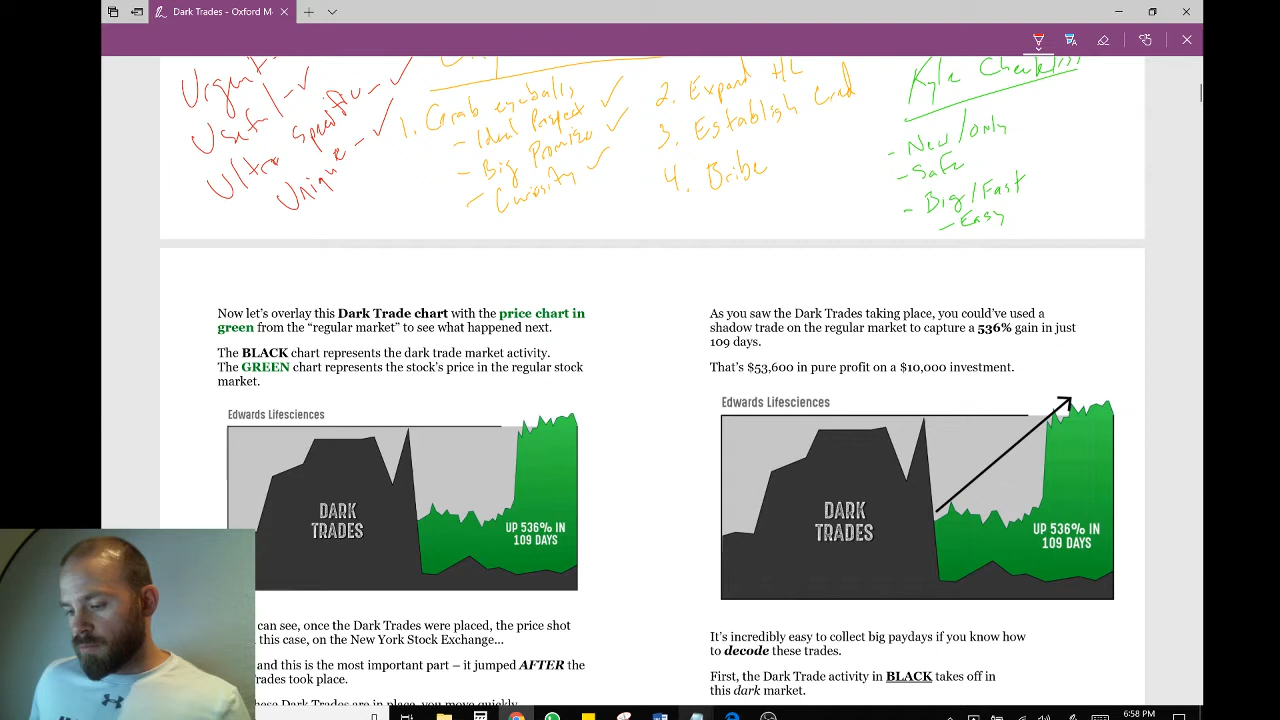 Dark Trades - Oxford M
Urgent
Useful - ✓
Ultra specific - ✓
Unique - ✓
1. Grab eyeballs
- Ideal Prospect ✓
- Big Promise ✓
- Curiosity ✓
2. Expand H/L
3. Establish Cred
4. Bribe
Kyle Checklist
- New/Only
- Safe
- Big/Fast
- Easy
Now let's overlay this Dark Trade chart with the price chart in
green from the “regular market” to see what happened next.
The BLACK chart represents the dark trade market activity.
The GREEN chart represents the stock's price in the regular stock
market.
Edwards Lifesciences
DARK
TRADES
UP 536% IN
109 DAYS
can see, once the Dark Trades were placed, the price shot
this case, on the New York Stock Exchange…
and this is the most important part – it jumped AFTER the
rades took place.
hese Dark Trades are in place, you move quickly
As you saw the Dark Trades taking place, you could've used a
shadow trade on the regular market to capture a 536% gain in just
109 days.
That's $53,600 in pure profit on a $10,000 investment.
Edwards Lifesciences
DARK
TRADES
UP 536% IN
109 DAYS
It's incredibly easy to collect big paydays if you know how
to decode these trades.
First, the Dark Trade activity in BLACK takes off in
this dark market.
6:58 PM